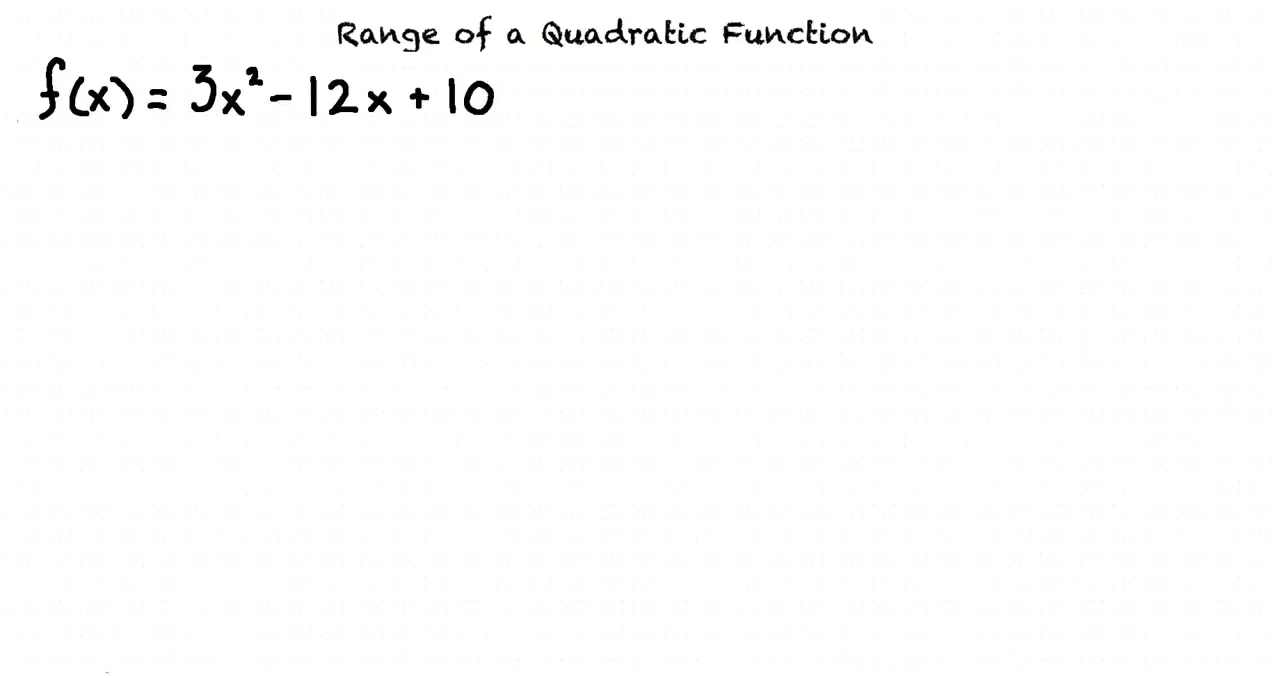 Range of a Quadratic Function
f(x) = 3x² - 12x + 10